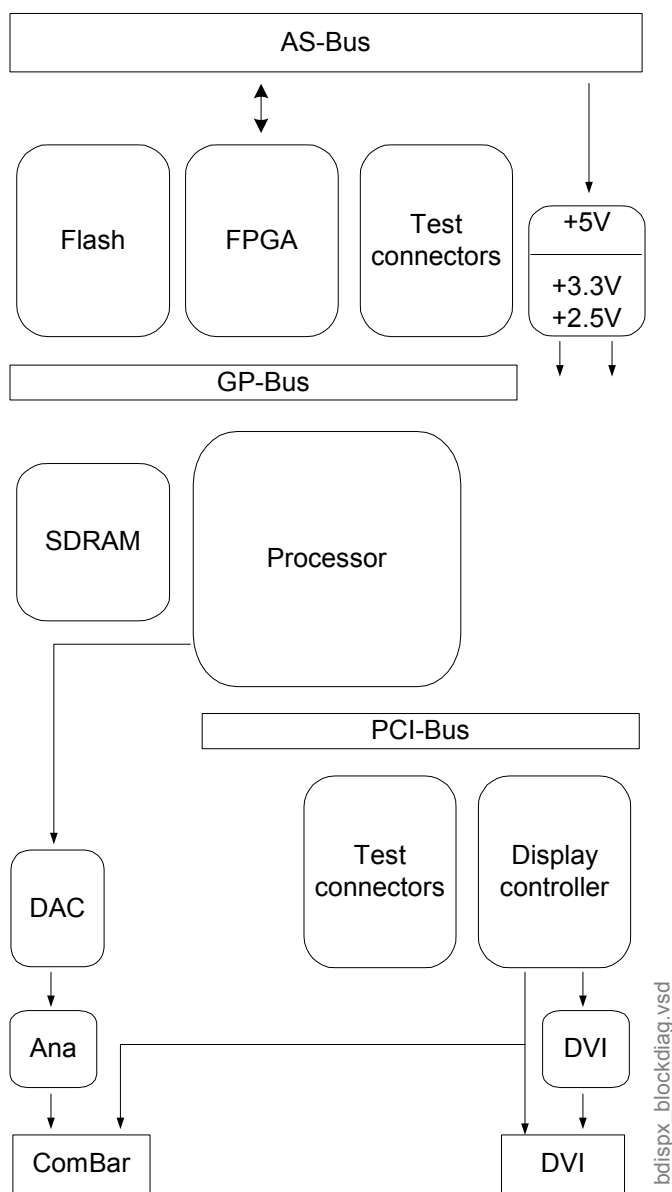 AS-Bus
Flash
FPGA
Test
connectors
+5V
+3.3V
+2.5V
GP-Bus
SDRAM
Processor
PCI-Bus
Test
connectors
Display
controller
DAC
Ana
DVI
ComBar
DVI
bdispx_blockdiag.vsd